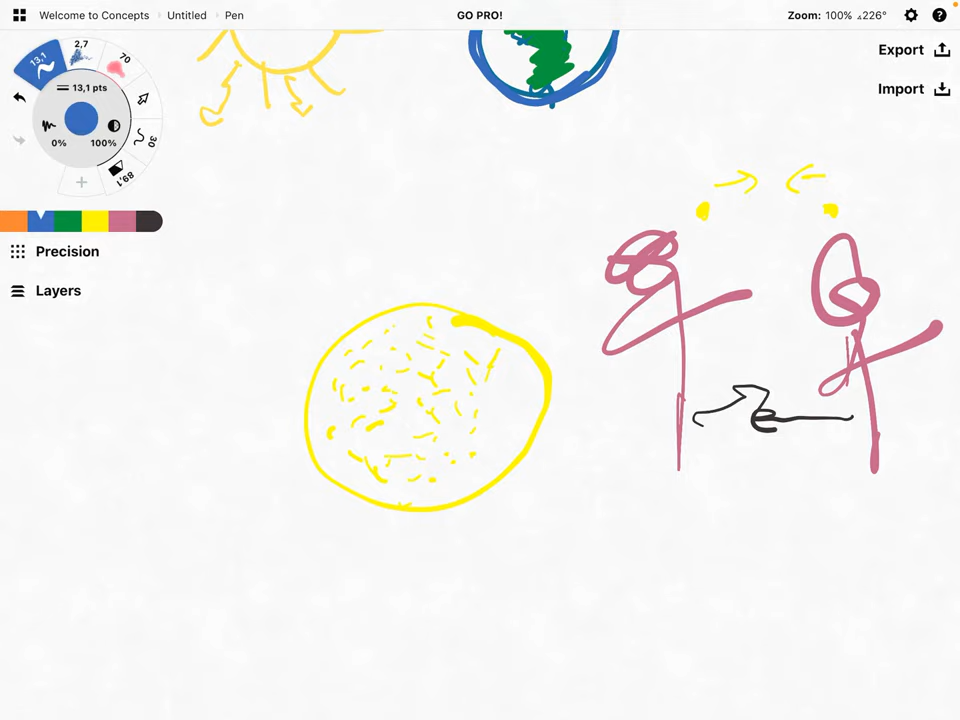 Welcome to Concepts Untitled Pen GO PRO! Zoom: 100% 226°
Export
Import
13,1
2,7
70
13,1 pts
30
0% 100%
89,1
Precision
Layers